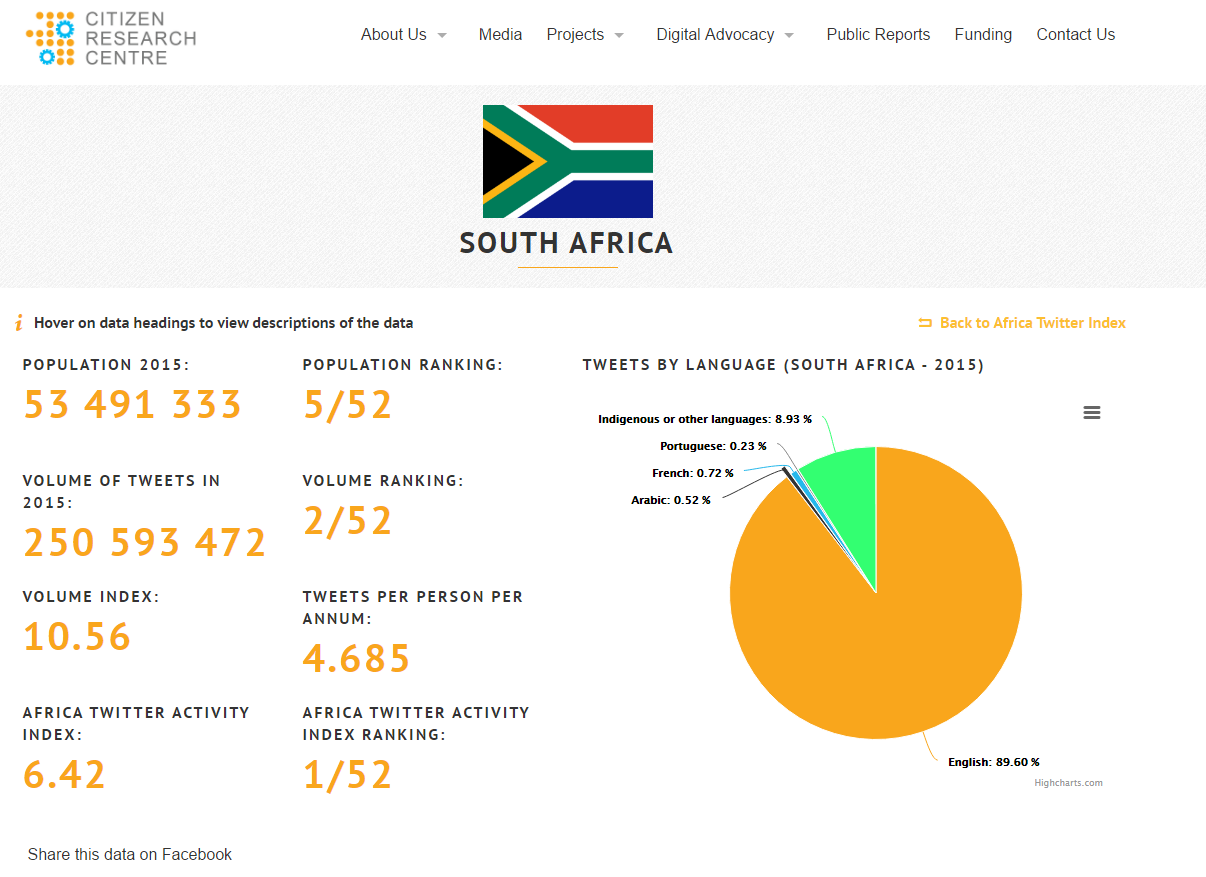 CITIZEN
RESEARCH
CENTRE
About Us
Media
Projects
Digital Advocacy
Public Reports
Funding
Contact Us
SOUTH AFRICA
i Hover on data headings to view descriptions of the data
Back to Africa Twitter Index
POPULATION 2015:
53 491 333
POPULATION RANKING:
5/52
VOLUME OF TWEETS IN
2015:
250 593 472
VOLUME RANKING:
2/52
VOLUME INDEX:
10.56
TWEETS PER PERSON PER
ANNUM:
4.685
AFRICA TWITTER ACTIVITY
INDEX:
6.42
AFRICA TWITTER ACTIVITY
INDEX RANKING:
1/52
TWEETS BY LANGUAGE (SOUTH AFRICA - 2015)
Indigenous or other languages: 8.93 %
Portuguese: 0.23 %
French: 0.72 %
Arabic: 0.52 %
English: 89.60 %
Highcharts.com
Share this data on Facebook